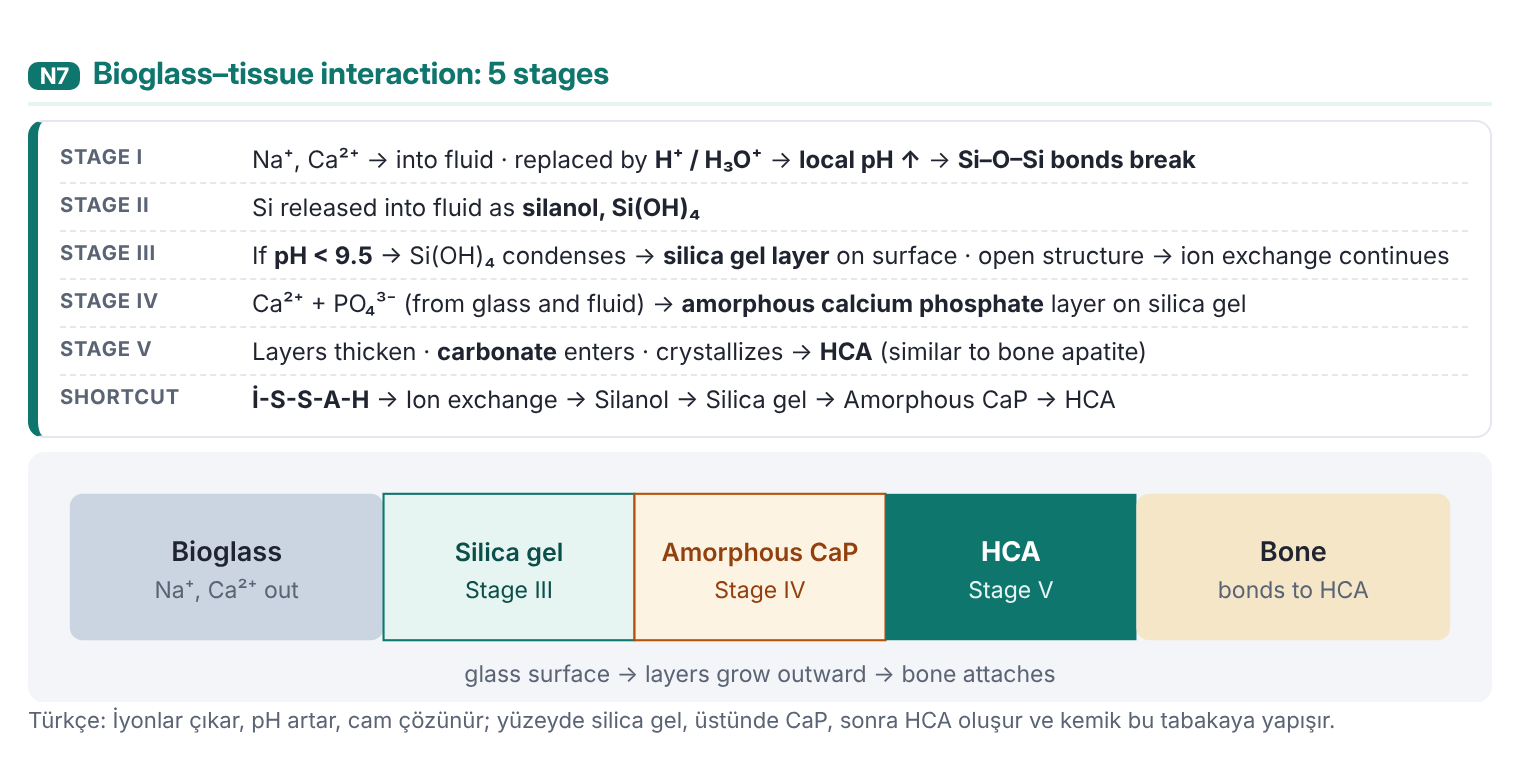 N7 Bioglass–tissue interaction: 5 stages
STAGE I Na⁺, Ca²⁺ → into fluid · replaced by H⁺ / H₃O⁺ → local pH ↑ → Si–O–Si bonds break
STAGE II Si released into fluid as silanol, Si(OH)₄
STAGE III If pH < 9.5 → Si(OH)₄ condenses → silica gel layer on surface · open structure → ion exchange continues
STAGE IV Ca²⁺ + PO₄³⁻ (from glass and fluid) → amorphous calcium phosphate layer on silica gel
STAGE V Layers thicken · carbonate enters · crystallizes → HCA (similar to bone apatite)
SHORTCUT İ-S-S-A-H → Ion exchange → Silanol → Silica gel → Amorphous CaP → HCA
Bioglass Silica gel Amorphous CaP HCA Bone
Na⁺, Ca²⁺ out Stage III Stage IV Stage V bonds to HCA
glass surface → layers grow outward → bone attaches
Türkçe: İyonlar çıkar, pH artar, cam çözünür; yüzeyde silica gel, üstünde CaP, sonra HCA oluşur ve kemik bu tabakaya yapışır.